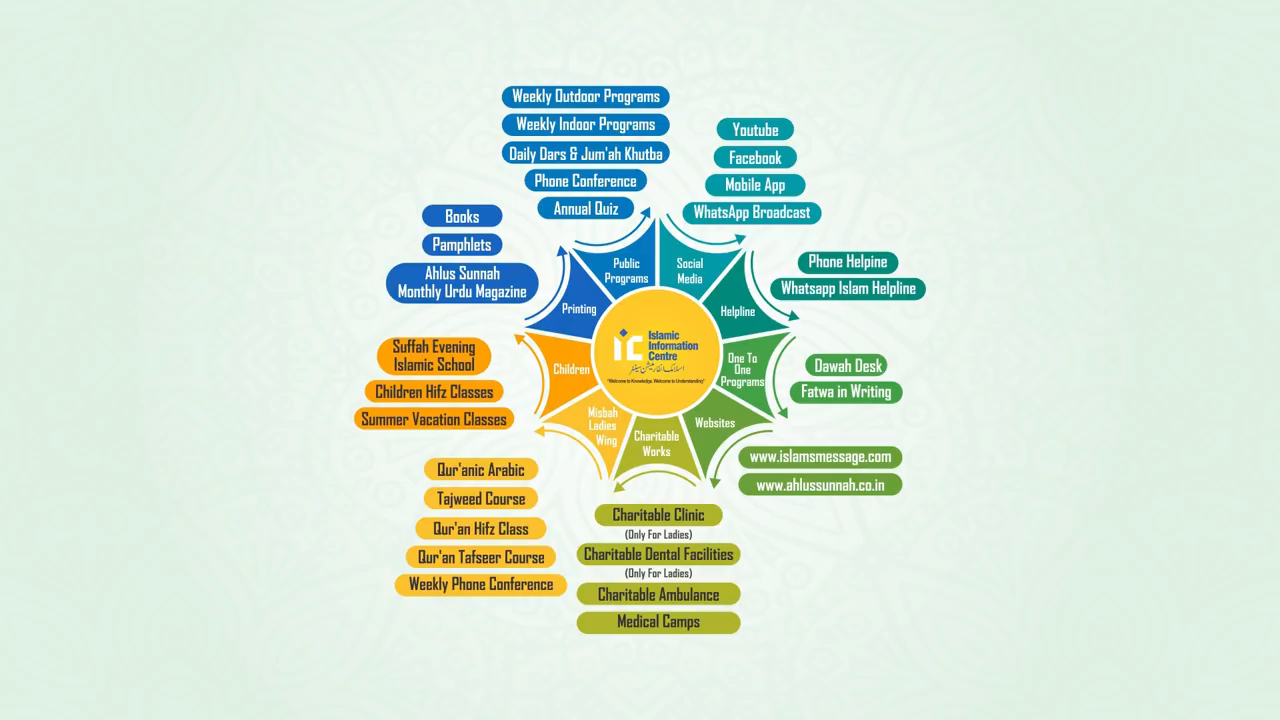 Weekly Outdoor Programs
Weekly Indoor Programs
Daily Dars & Jum'ah Khutba
Phone Conference
Annual Quiz
Youtube
Facebook
Mobile App
WhatsApp Broadcast
Books
Pamphlets
Ahlus Sunnah
Monthly Urdu Magazine
Phone Helpine
Whatsapp Islam Helpline
Public
Programs
Social
Media
Printing
Helpline
Suffah Evening
Islamic School
Children Hifz Classes
Summer Vacation Classes
Children
iC
Islamic
Information
Centre
اسلامک انفارمیشن سینٹر
"Welcome to Knowledge, Welcome to Understanding"
One To
One
Programs
Dawah Desk
Fatwa in Writing
Misbah
Ladies
Wing
Charitable
Works
Websites
www.islamsmessage.com
www.ahlussunnah.co.in
Qur'anic Arabic
Tajweed Course
Qur'an Hifz Class
Qur'an Tafseer Course
Weekly Phone Conference
Charitable Clinic
(Only For Ladies)
Charitable Dental Facilities
(Only For Ladies)
Charitable Ambulance
Medical Camps